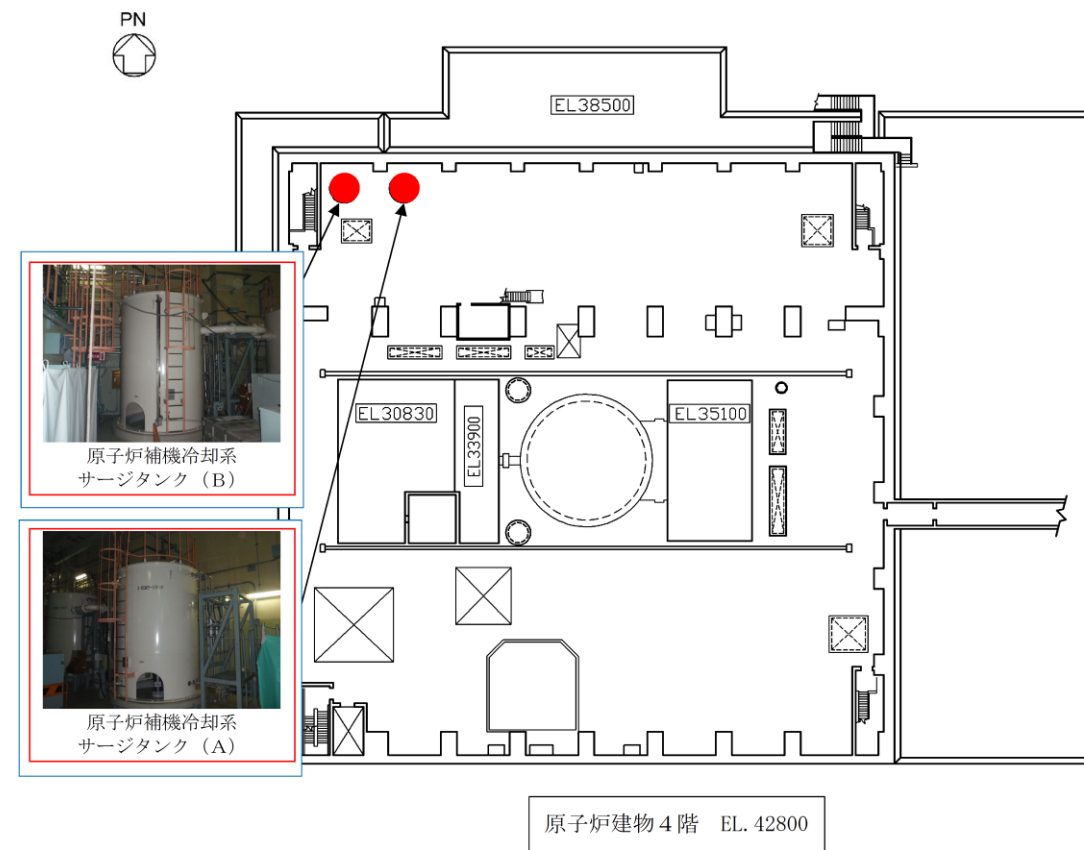 PN
EL38500
EL30830
EL33900
EL35100
原子炉補機冷却系
サージタンク（B）
原子炉補機冷却系
サージタンク（A）
原子炉建物４階　EL. 42800